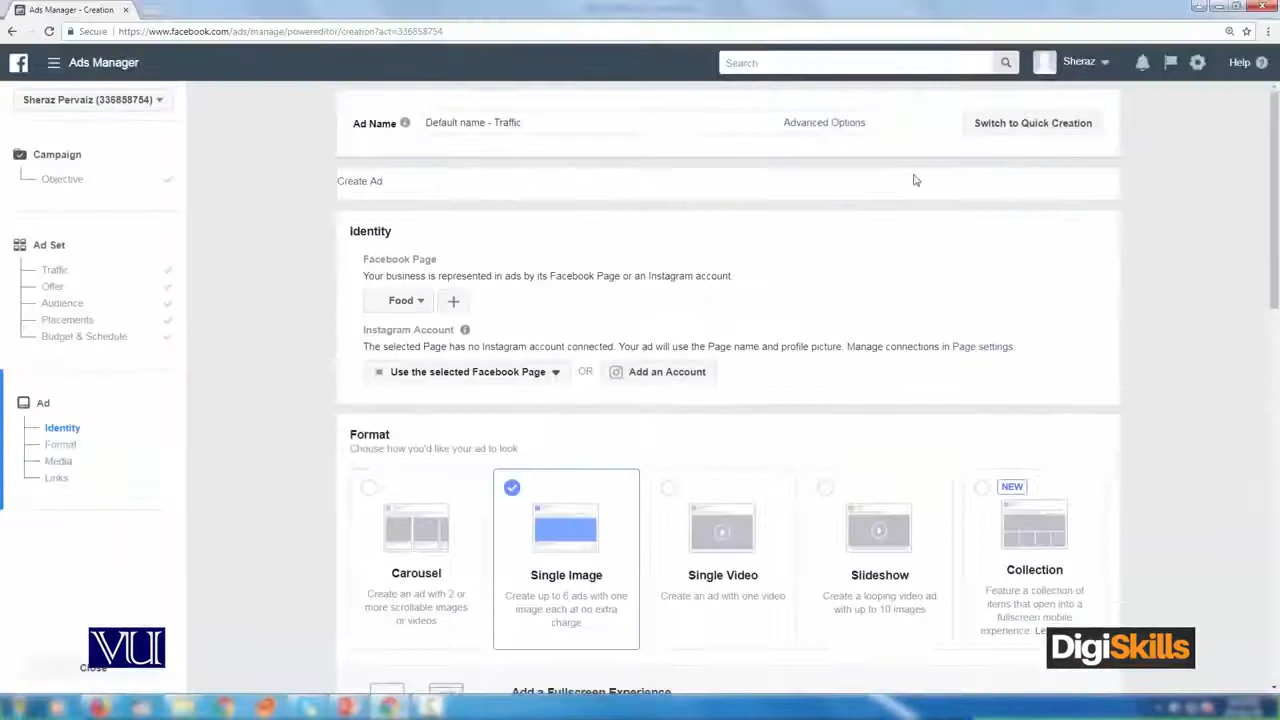 Ads Manager - Creation
Secure
https://www.facebook.com/ads/manage/powereditor/creation?act=336858754
Ads Manager
Search
Sheraz
Help
Sheraz Pervaiz (336858754)
Ad Name
Default name - Traffic
Advanced Options
Switch to Quick Creation
Campaign
Objective
Create Ad
Identity
Ad Set
Traffic
Offer
Audience
Placements
Budget & Schedule
Facebook Page
Your business is represented in ads by its Facebook Page or an Instagram account.
Food
Instagram Account
The selected Page has no Instagram account connected. Your ad will use the Page name and profile picture. Manage connections in Page settings.
Use the selected Facebook Page
OR
Add an Account
Ad
Identity
Format
Media
Links
Format
Choose how you'd like your ad to look
Carousel
Create an ad with 2 or
more scrollable images
or videos
Single Image
Create up to 6 ads with one
image each at no extra
charge
Single Video
Create an ad with one video
Slideshow
Create a looping video ad
with up to 10 images
NEW
Collection
Feature a collection of
items that open into a
fullscreen mobile
experience.
VU
Close
DigiSkills
Add a Fullscreen Experience